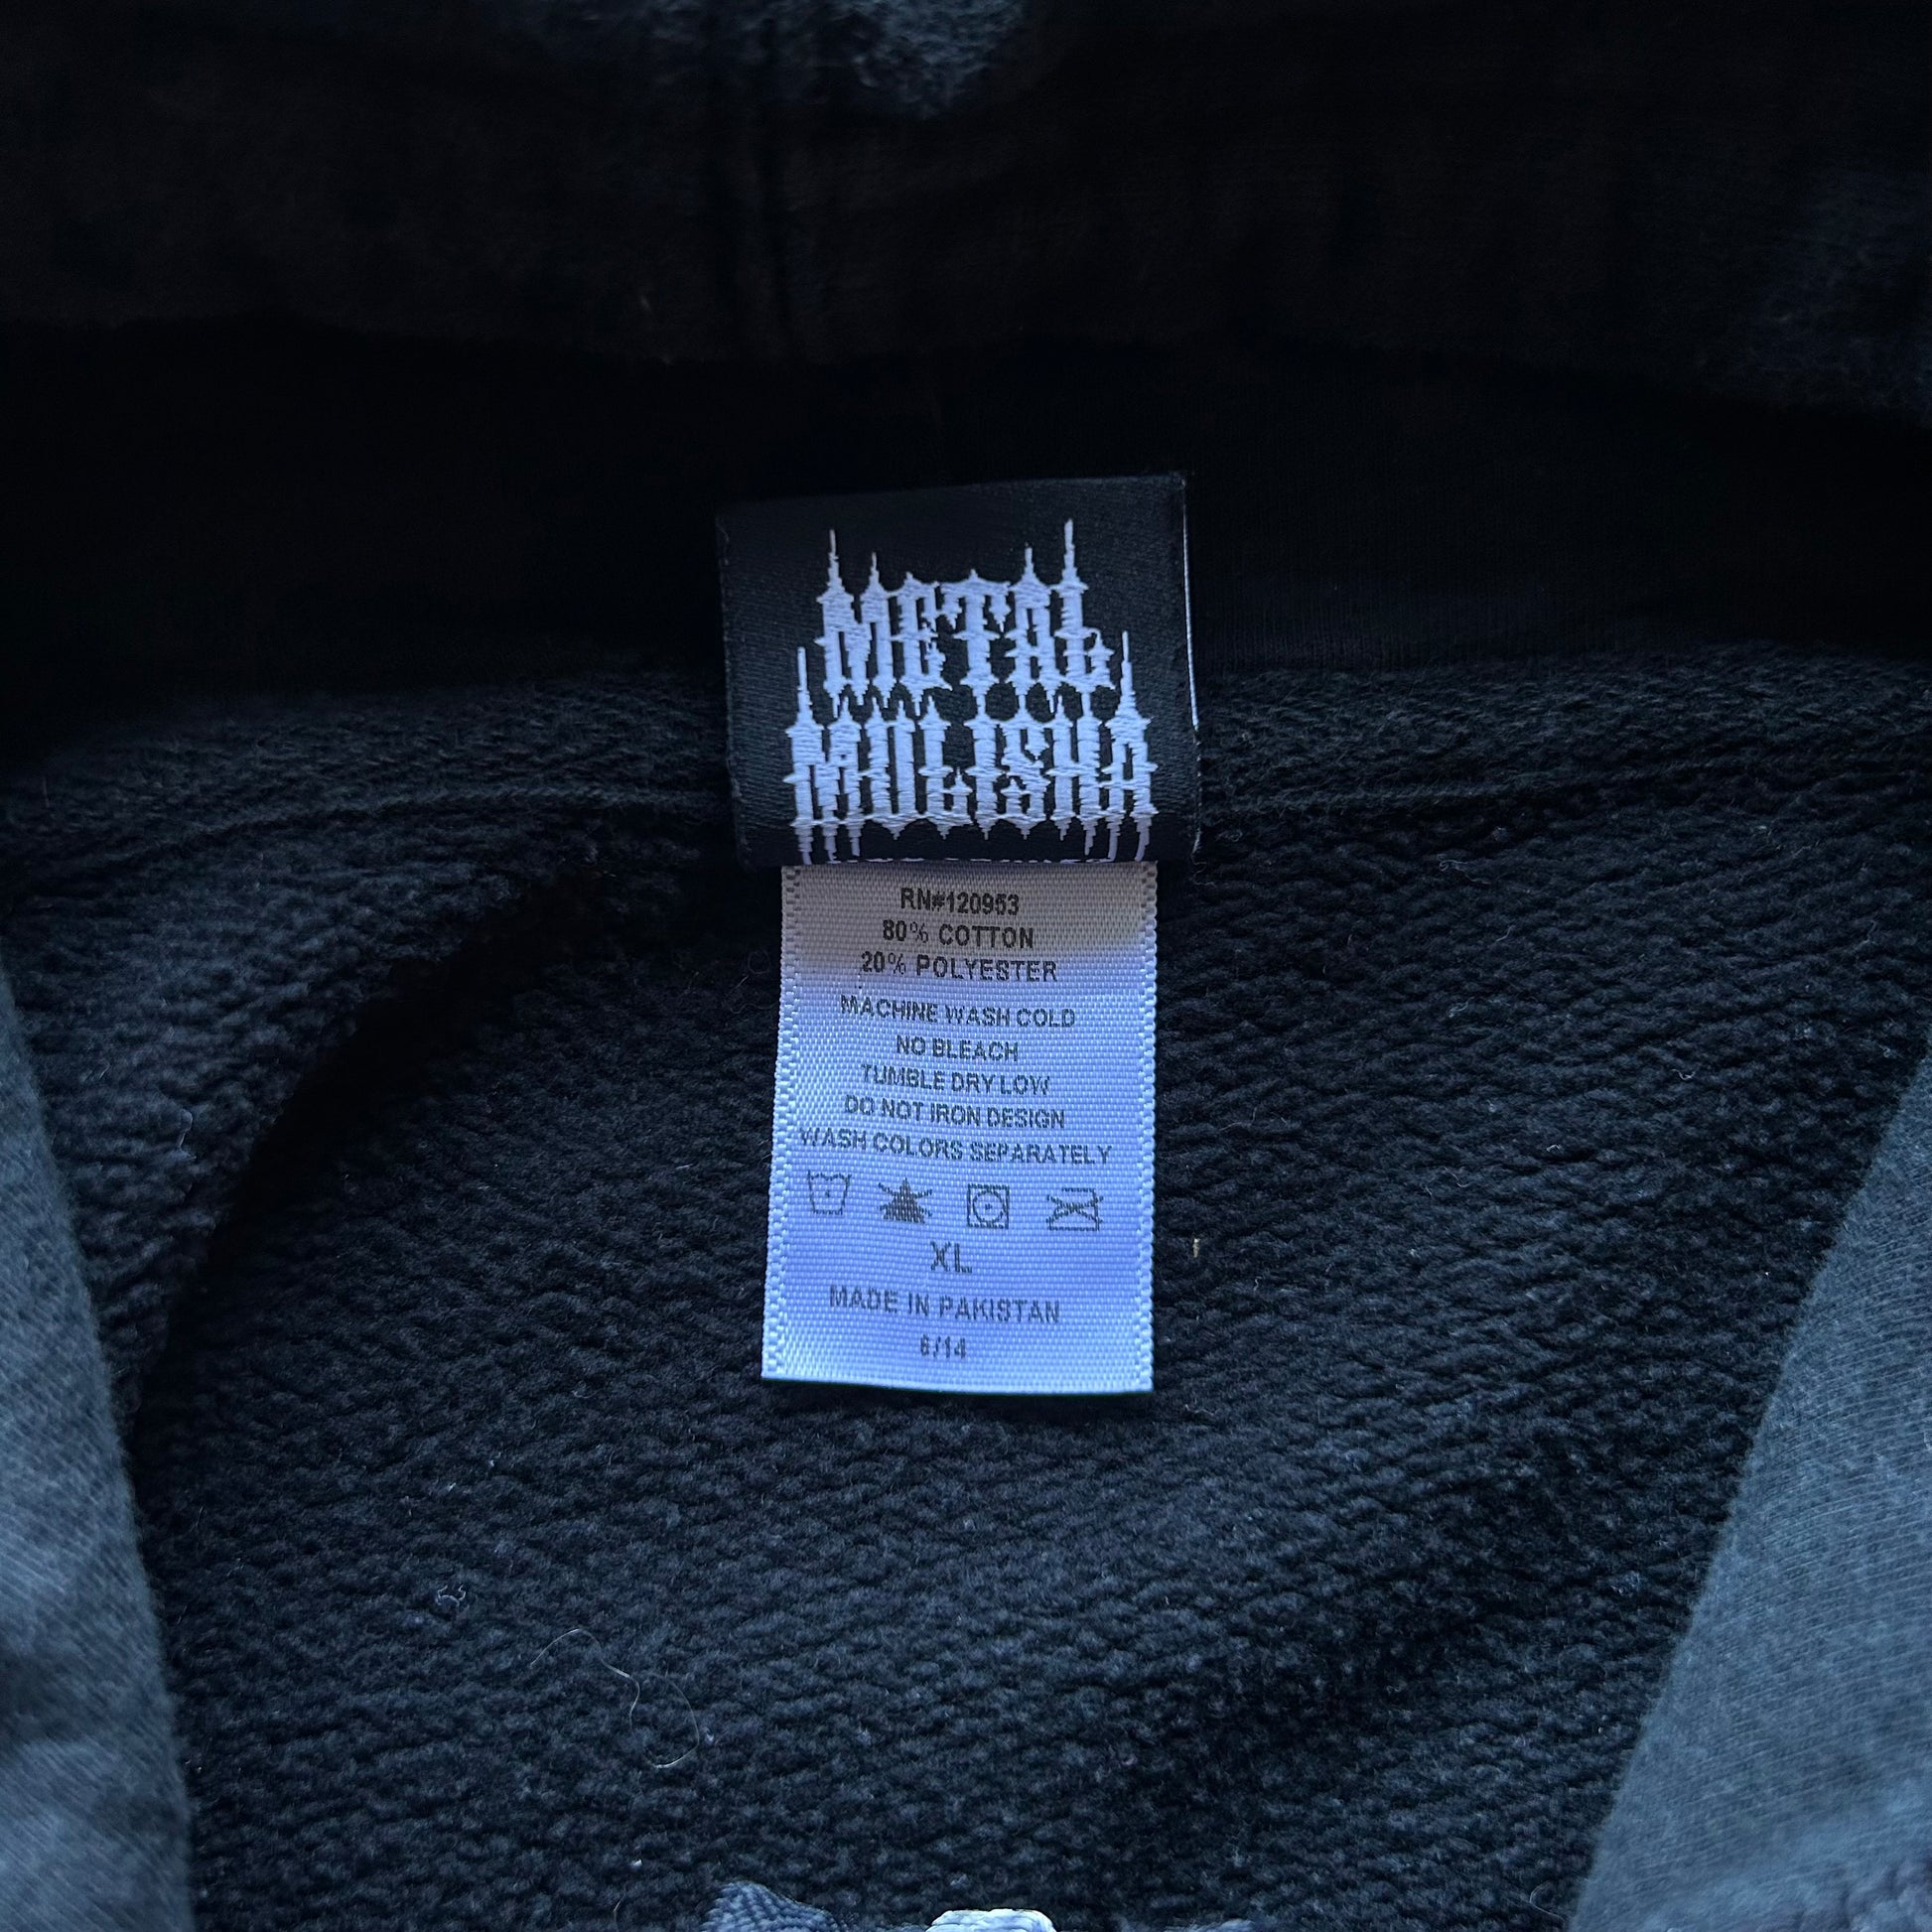 METAL
MULISHA
RN#120953
80% COTTON
20% POLYESTER
MACHINE WASH COLD
NO BLEACH
TUMBLE DRY LOW
DO NOT IRON DESIGN
WASH COLORS SEPARATELY
XL
MADE IN PAKISTAN
6/14